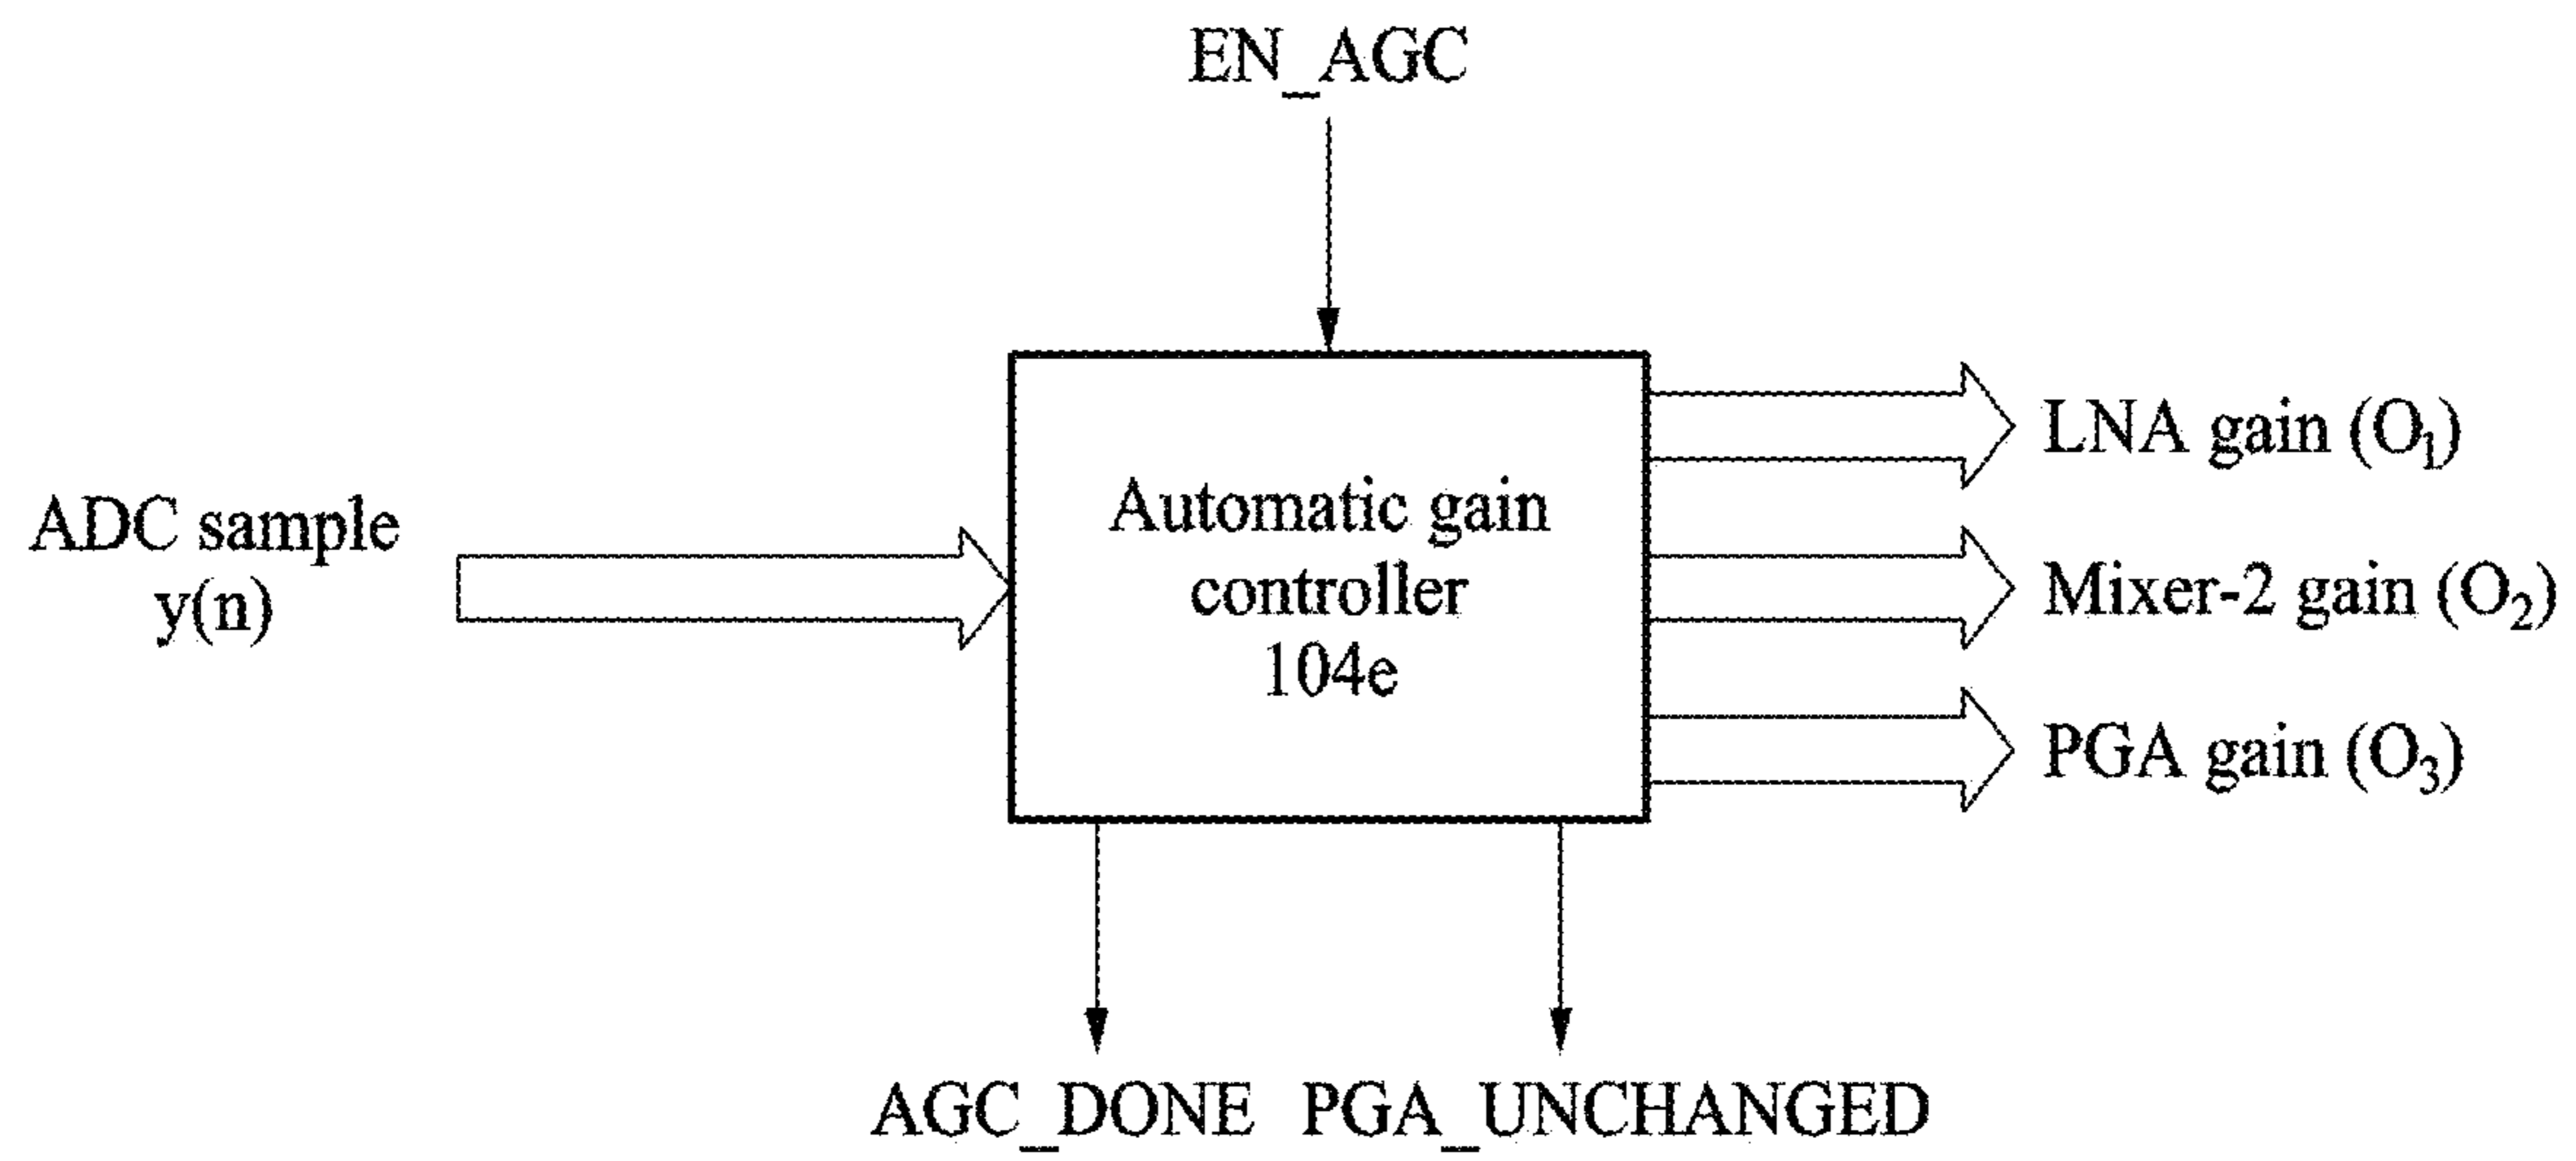 EN_AGC
ADC sample
y(n)
Automatic gain
controller
104e
LNA gain (O₁)
Mixer-2 gain (O₂)
PGA gain (O₃)
AGC_DONE PGA_UNCHANGED